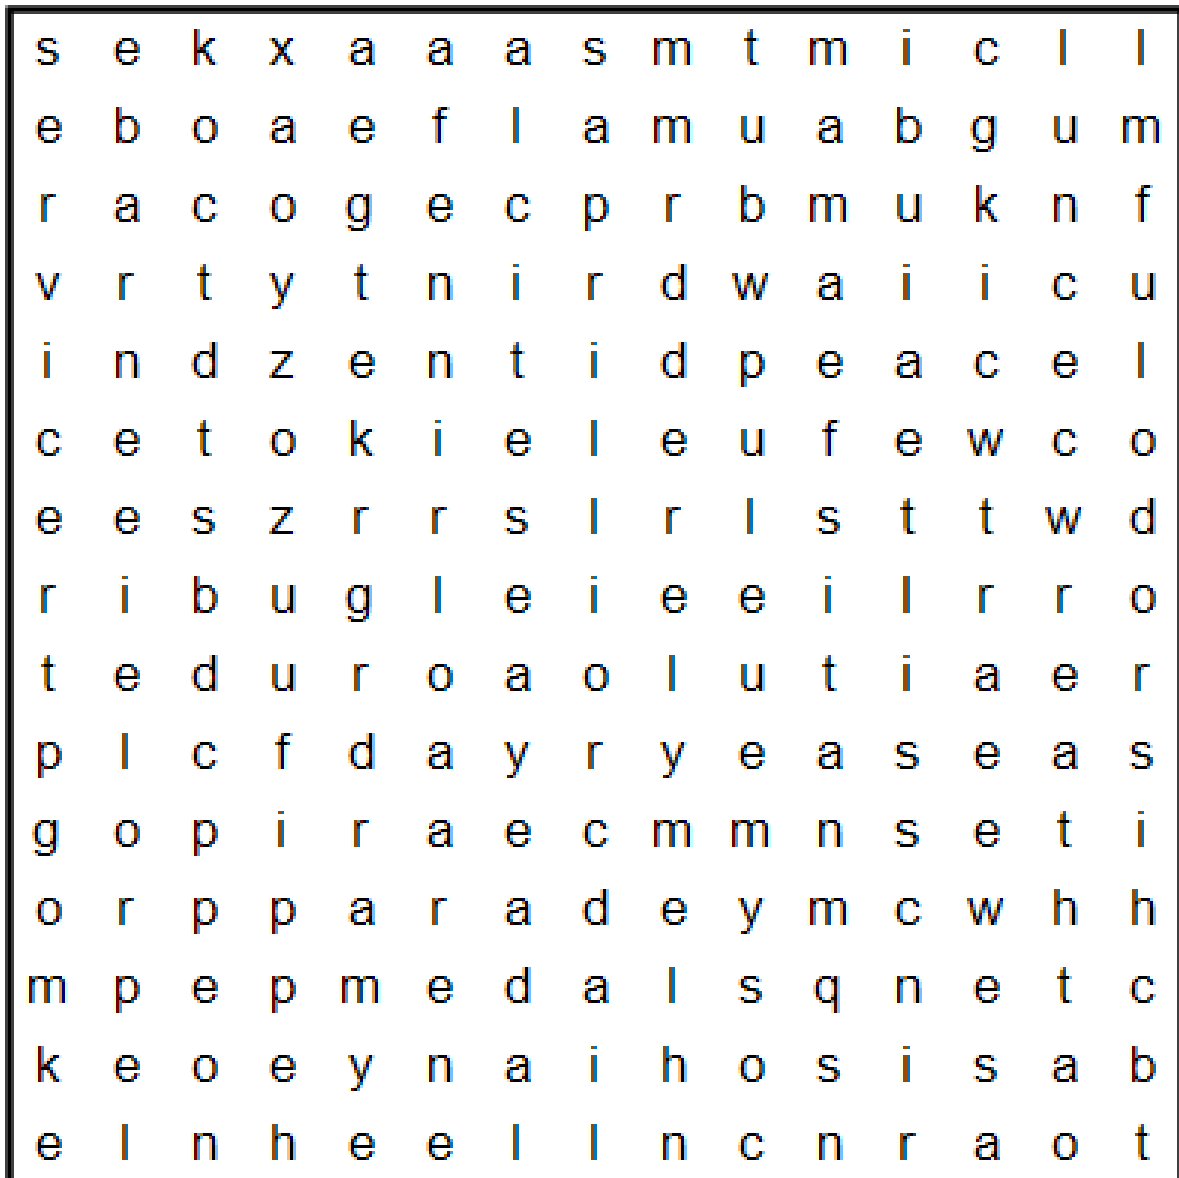 s e k x a a a s m t m i c l l
e b o a e f l a m u a b g u m
r a c o g e c p r b m u k n f
v r t y t n i r d w a i i c u
i n d z e n t i d p e a c e l
c e t o k i e l e u f e w c o
e e s z r r s l r l s t t w d
r i b u g l e i e e i l r r o
t e d u r o a o l u t i a e r
p l c f d a y r y e a s e a s
g o p i r a e c m m n s e t i
o r p p a r a d e y m c w h h
m p e p m e d a l s q n e t c
k e o e y n a i h o s i s a b
e l n h e e l l n c n r a o t